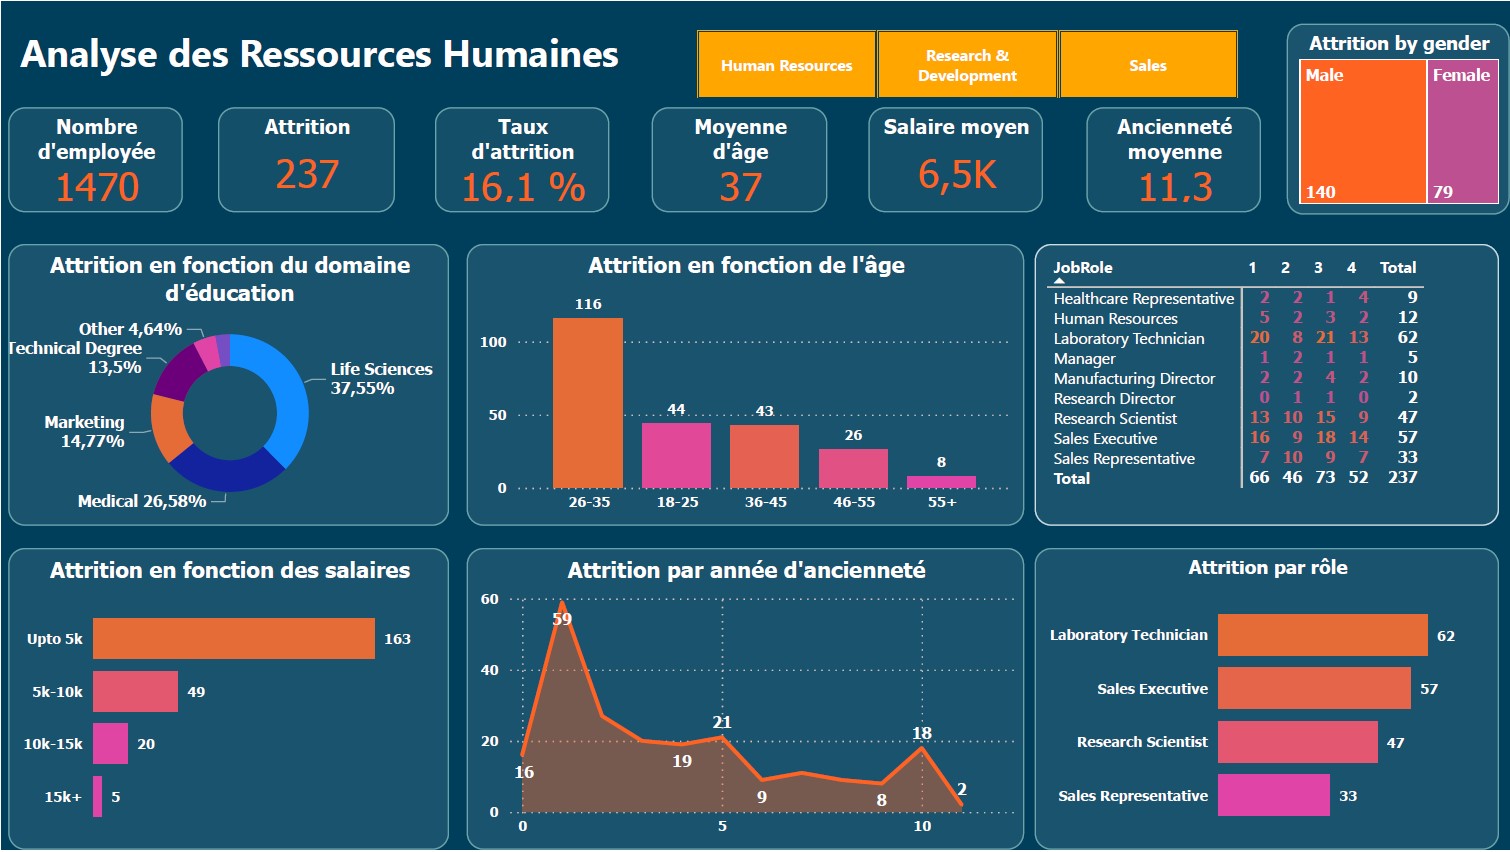 Analyse des Ressources Humaines
Human Resources
Research &
Development
Sales
Attrition by gender
Male
Female
140
79
Nombre
d'employée
1470
Attrition
237
Taux
d'attrition
16,1 %
Moyenne
d'âge
37
Salaire moyen
6,5K
Ancienneté
moyenne
11,3
Attrition en fonction du domaine
d'éducation
Other 4,64%
Technical Degree
13,5%
Life Sciences
37,55%
Marketing
14,77%
Medical 26,58%
Attrition en fonction de l'âge
116
100
44
43
50
26
8
0
26-35 18-25 36-45 46-55 55+
JobRole 1 2 3 4 Total
Healthcare Representative 2 2 1 4 9
Human Resources 5 2 3 2 12
Laboratory Technician 20 8 21 13 62
Manager 1 2 1 1 5
Manufacturing Director 2 2 4 2 10
Research Director 0 1 1 0 2
Research Scientist 13 10 15 9 47
Sales Executive 16 9 18 14 57
Sales Representative 7 10 9 7 33
Total 66 46 73 52 237
Attrition en fonction des salaires
Upto 5k 163
5k-10k 49
10k-15k 20
15k+ 5
Attrition par année d'ancienneté
60
59
40
21
18
20
19
16
9
8
2
0
0 5 10
Attrition par rôle
Laboratory Technician 62
Sales Executive 57
Research Scientist 47
Sales Representative 33